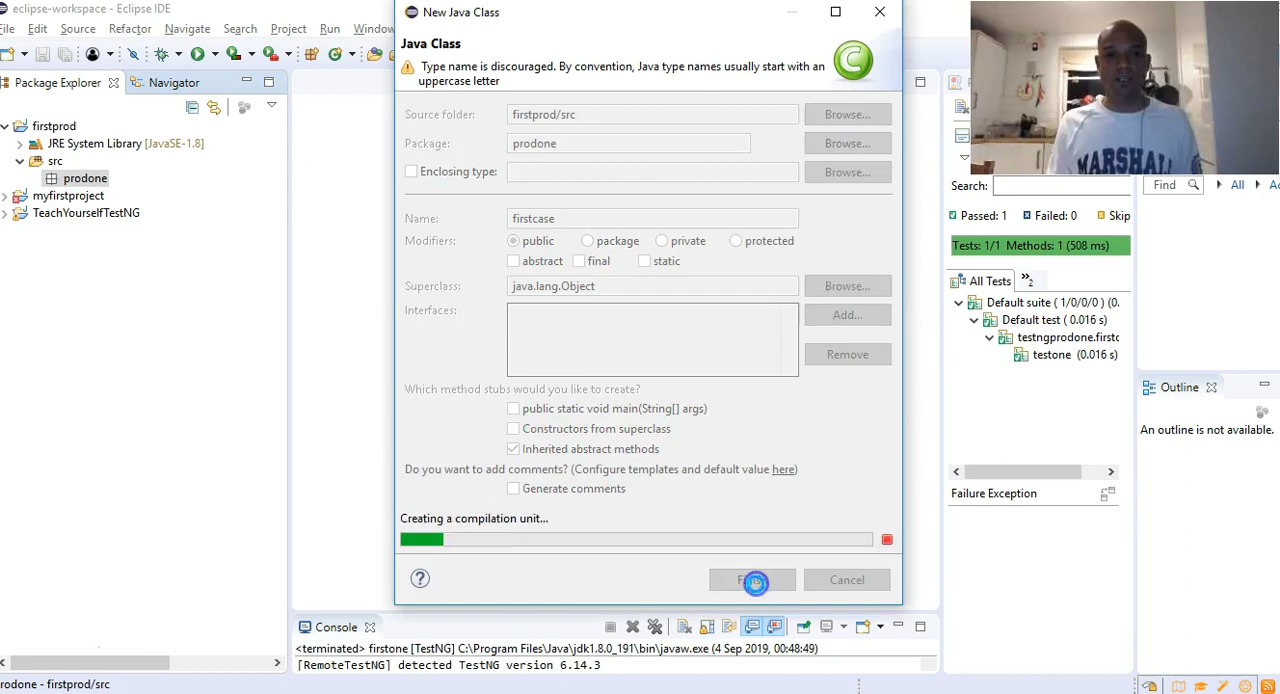 eclipse-workspace - Eclipse IDE
File Edit Source Refactor Navigate Search Project Run Window
Package Explorer
Navigator
firstprod
JRE System Library [JavaSE-1.8]
src
prodone
myfirstproject
TeachYourselfTestNG
New Java Class
Java Class
Type name is discouraged. By convention, Java type names usually start with an
uppercase letter
Source folder: firstprod/src Browse...
Package: prodone Browse...
Enclosing type: Browse...
Name: firstcase
Modifiers: public package private protected
abstract final static
Superclass: java.lang.Object Browse...
Interfaces: Add...
Remove
Which method stubs would you like to create?
public static void main(String[] args)
Constructors from superclass
Inherited abstract methods
Do you want to add comments? (Configure templates and default value here)
Generate comments
Creating a compilation unit...
Cancel
MARSHALL
Search:
Passed: 1 Failed: 0 Skip
Tests: 1/1 Methods: 1 (508 ms)
All Tests
2
Default suite ( 1/0/0/0 ) (0.
Default test ( 0.016 s)
testngprodone.firstc
testone (0.016 s)
Failure Exception
Find All Ac
Outline
An outline is not available.
Console
<terminated> firstone [TestNG] C:\Program Files\Java\jdk1.8.0_191\bin\javaw.exe (4 Sep 2019, 00:48:49)
[RemoteTestNG] detected TestNG version 6.14.3
prodone - firstprod/src